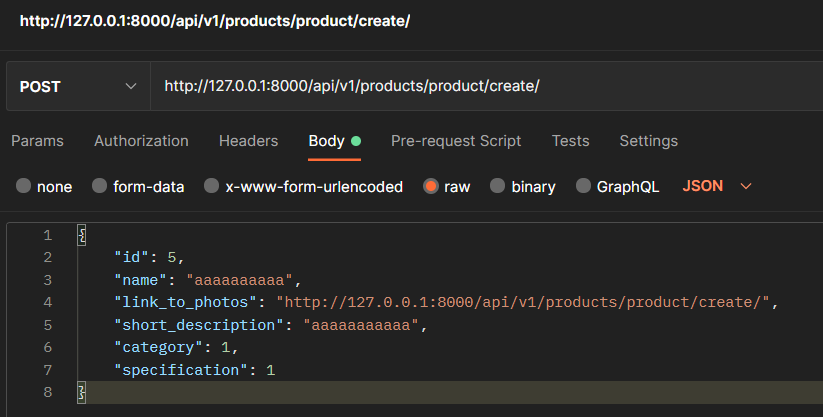 http://127.0.0.1:8000/api/v1/products/product/create/
POST http://127.0.0.1:8000/api/v1/products/product/create/
Params Authorization Headers Body Pre-request Script Tests Settings
none form-data x-www-form-urlencoded raw binary GraphQL JSON
1 {
2 "id": 5,
3 "name": "aaaaaaaaaa",
4 "link_to_photos": "http://127.0.0.1:8000/api/v1/products/product/create/",
5 "short_description": "aaaaaaaaaaa",
6 "category": 1,
7 "specification": 1
8 }